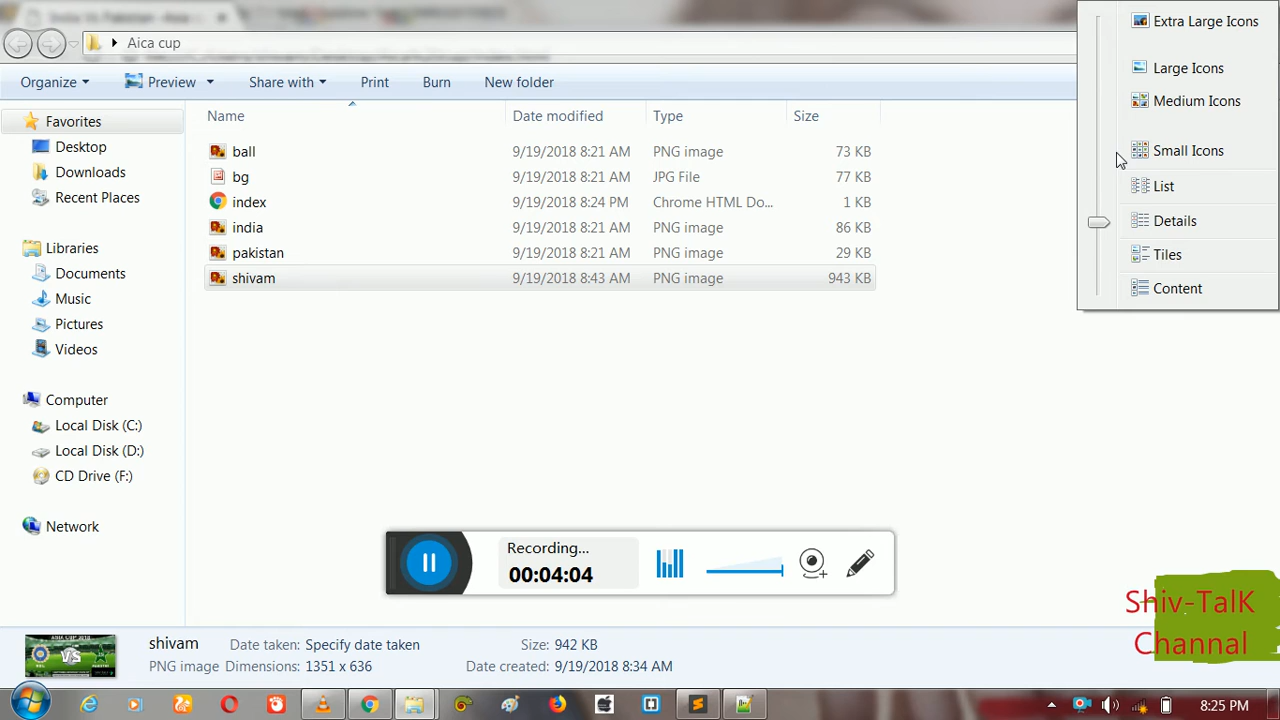 Aica cup
Organize Preview Share with Print Burn New folder
Name Date modified Type Size
ball 9/19/2018 8:21 AM PNG image 73 KB
bg 9/19/2018 8:21 AM JPG File 77 KB
index 9/19/2018 8:24 PM Chrome HTML Do... 1 KB
india 9/19/2018 8:21 AM PNG image 86 KB
pakistan 9/19/2018 8:21 AM PNG image 29 KB
shivam 9/19/2018 8:43 AM PNG image 943 KB
Favorites
Desktop
Downloads
Recent Places
Libraries
Documents
Music
Pictures
Videos
Computer
Local Disk (C:)
Local Disk (D:)
CD Drive (F:)
Network
Extra Large Icons
Large Icons
Medium Icons
Small Icons
List
Details
Tiles
Content
Recording...
00:04:04
Shiv-TalK
Channal
shivam Date taken: Specify date taken Size: 942 KB
PNG image Dimensions: 1351 x 636 Date created: 9/19/2018 8:34 AM
VS
8:25 PM